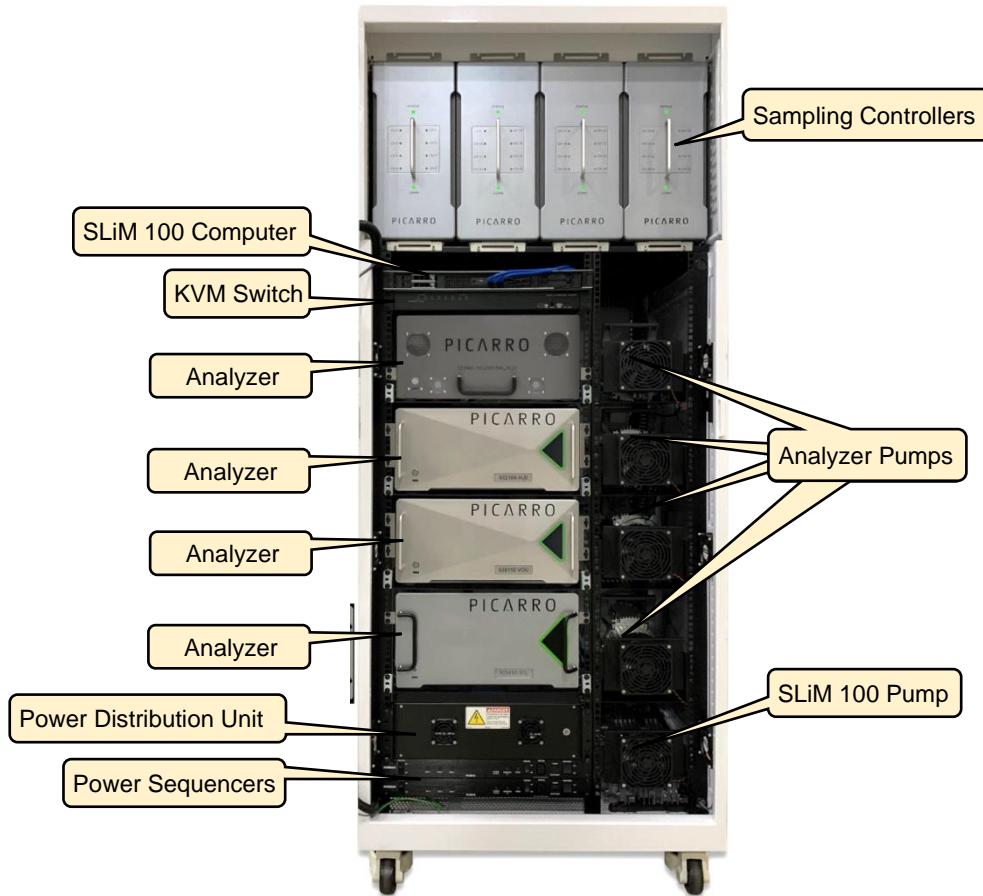 Sampling Controllers
PICARRO PICARRO PICARRO PICARRO
SLiM 100 Computer
KVM Switch
PICARRO
Analyzer
PICARRO
Analyzer
Analyzer Pumps
PICARRO
Analyzer
PICARRO
Analyzer
SLiM 100 Pump
Power Distribution Unit
Power Sequencers